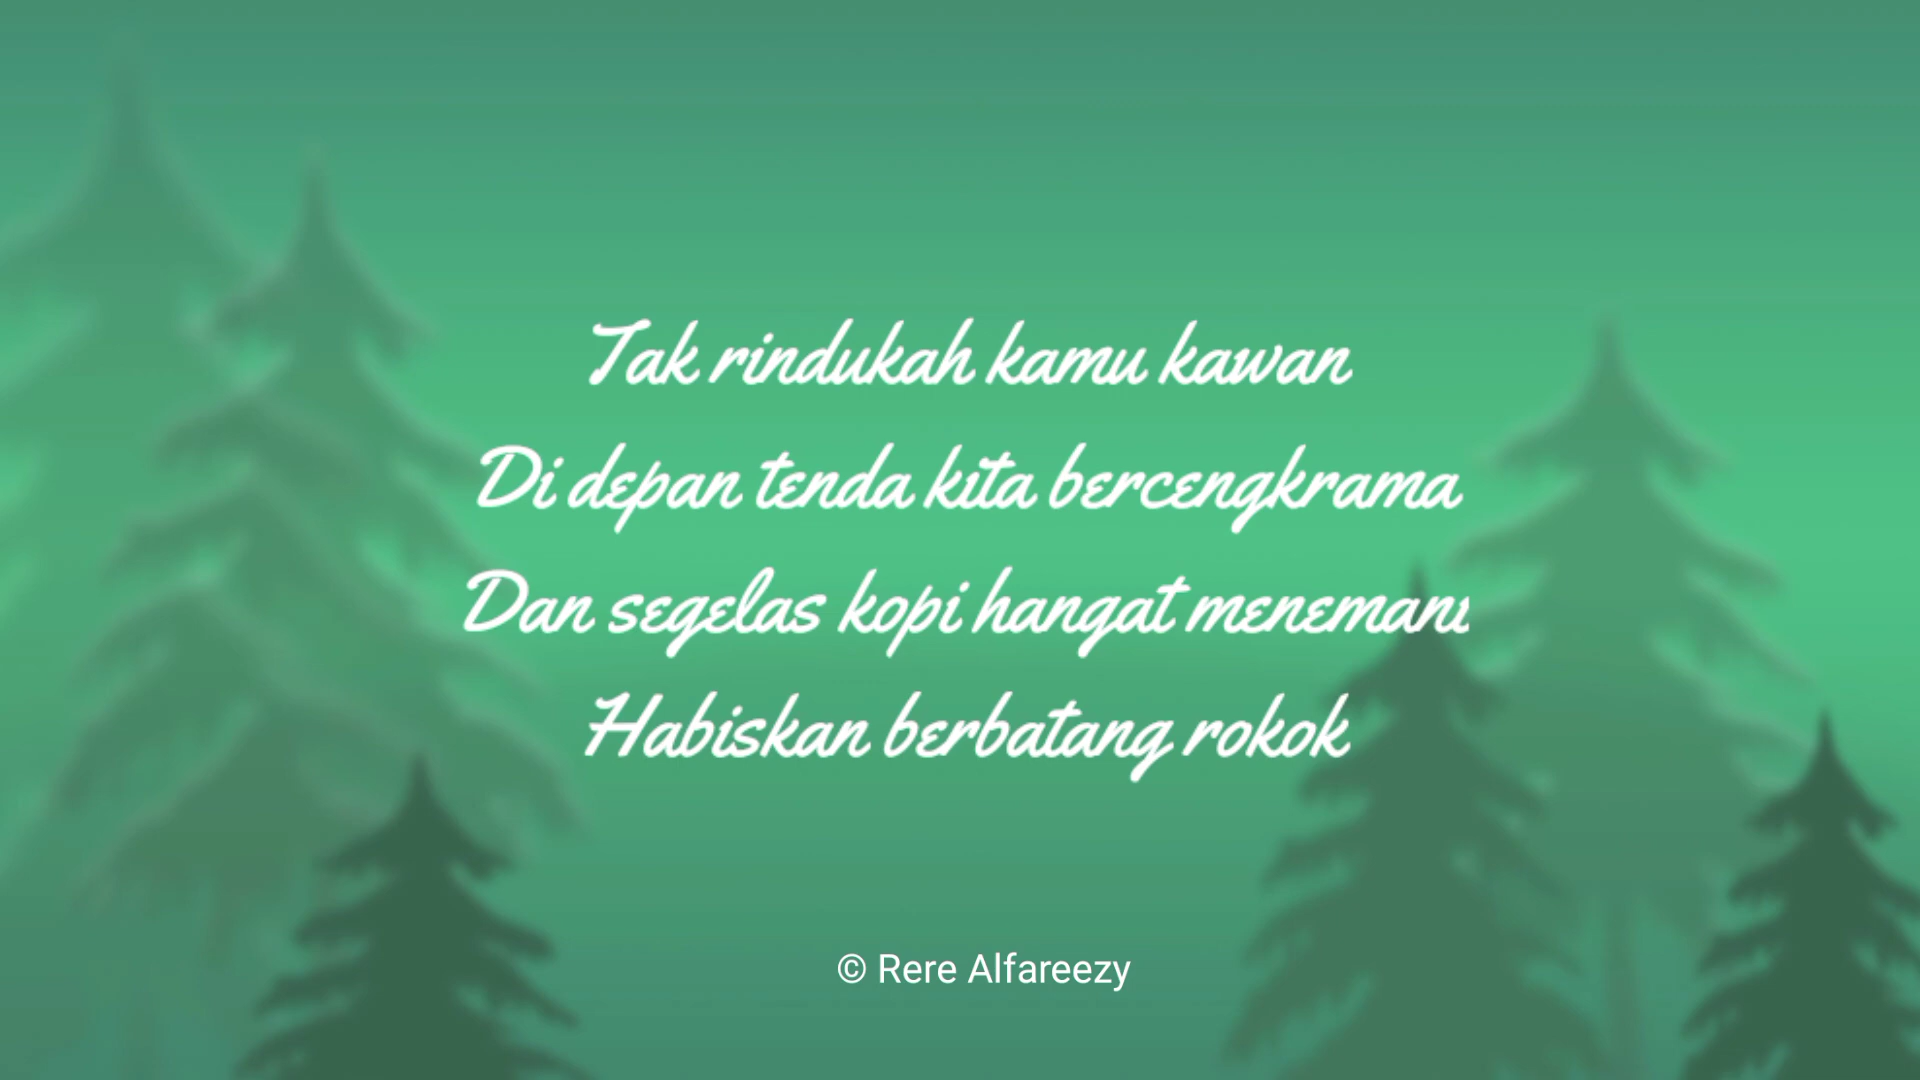 Tak rindukah kamu kawan
Di depan tenda kita bercengkrama
Dan segelas kopi hangat menemani
Habiskan berbatang rokok
© Rere Alfareezy